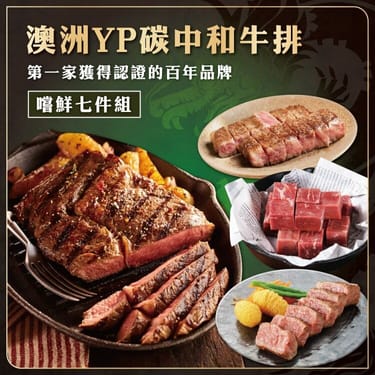 澳洲YP碳中和牛排
第一家獲得認證的百年品牌
嚐鮮七件組